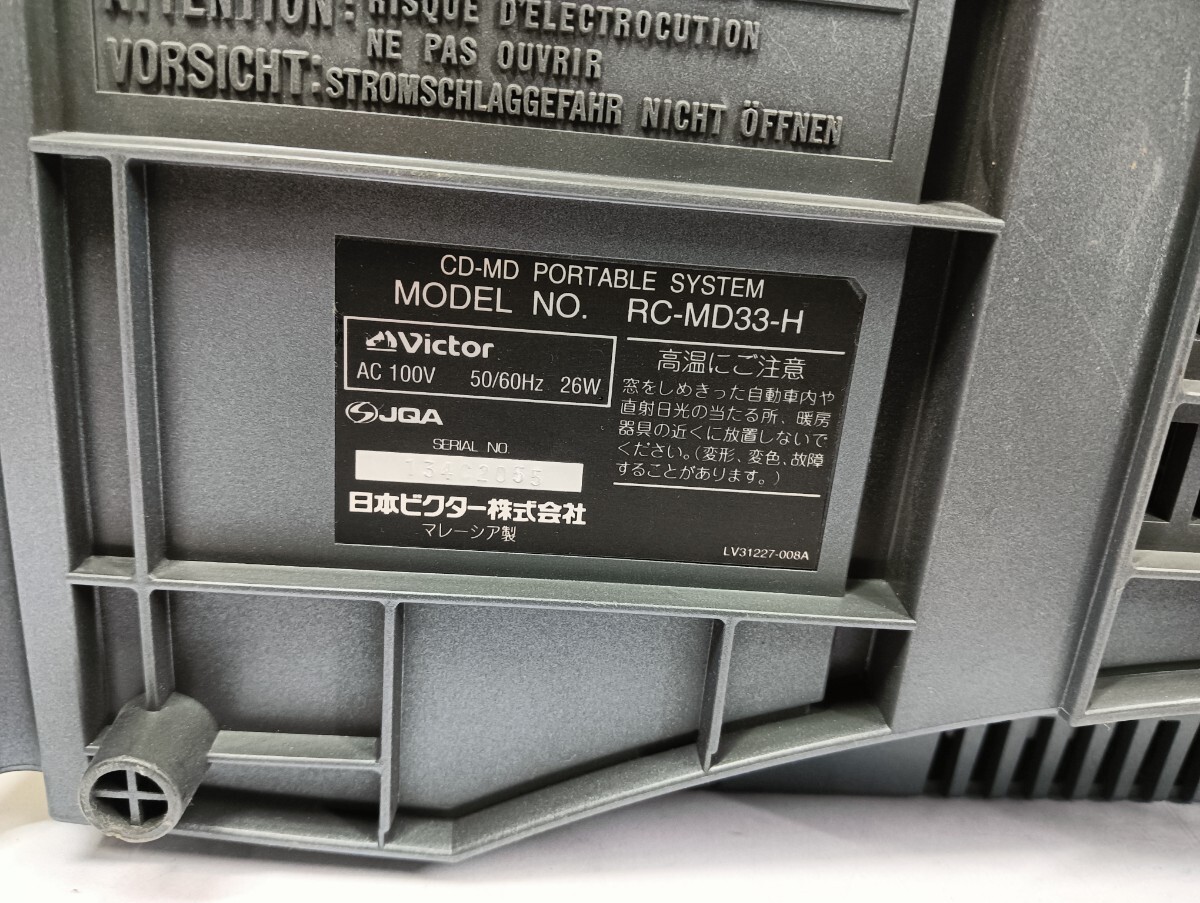 ATTENTION: RISQUE D'ELECTROCUTION
NE PAS OUVRIR
VORSICHT: STROMSCHLAGGEFAHR NICHT ÖFFNEN
CD-MD PORTABLE SYSTEM
MODEL NO. RC-MD33-H
Victor
AC 100V 50/60Hz 26W
JQA
SERIAL NO.
日本ビクター株式会社
マレーシア製
高温にご注意
窓をしめきった自動車内や
直射日光の当たる所、暖房
器具の近くに放置しないで
ください。(変形、変色、故障
することがあります。)
LV31227-008A